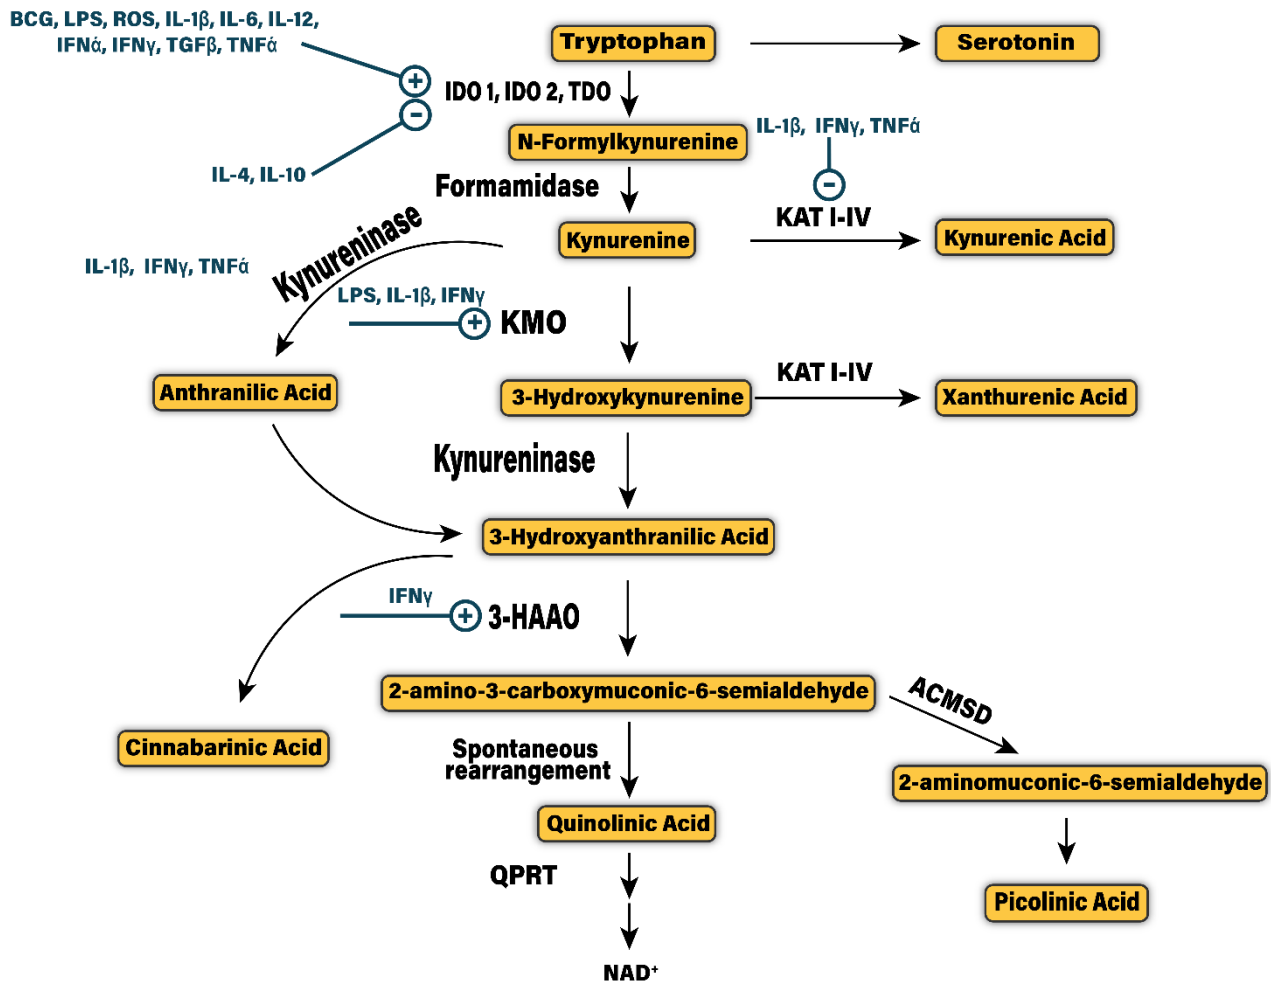 BCG, LPS, ROS, IL-1β, IL-6, IL-12,
IFNά, IFNγ, TGFβ, TNFά
Tryptophan
Serotonin
+
IDO 1, IDO 2, TDO
−
IL-4, IL-10
N-Formylkynurenine
IL-1β, IFNγ, TNFά
−
Formamidase
KAT I-IV
Kynurenine
Kynurenic Acid
Kynureninase
IL-1β, IFNγ, TNFά
LPS, IL-1β, IFNγ
+
KMO
Anthranilic Acid
3-Hydroxykynurenine
KAT I-IV
Xanthurenic Acid
Kynureninase
3-Hydroxyanthranilic Acid
IFNγ
+
3-HAAO
2-amino-3-carboxymuconic-6-semialdehyde
ACMSD
Cinnabarinic Acid
Spontaneous
rearrangement
2-aminomuconic-6-semialdehyde
Quinolinic Acid
QPRT
Picolinic Acid
NAD⁺